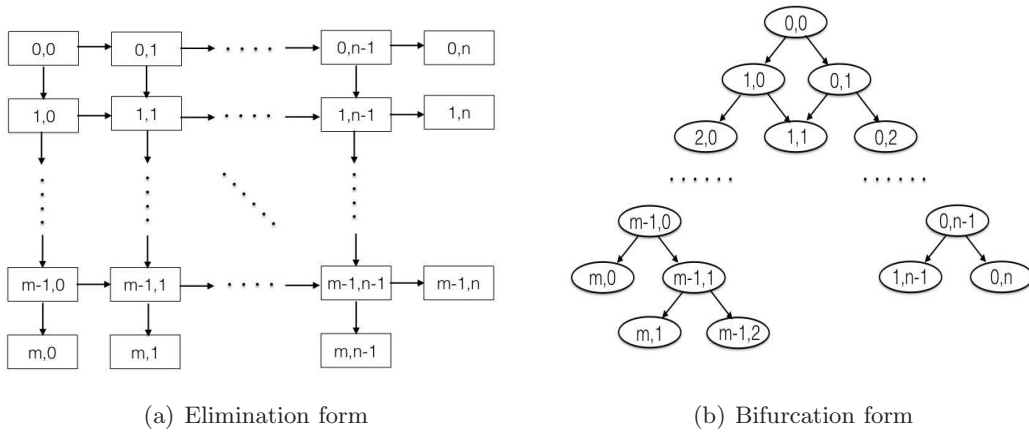 0,0 0,1 · · · · 0,n-1 0,n
1,0 1,1 · · · · 1,n-1 1,n
m-1,0 m-1,1 · · · · m-1,n-1 m-1,n
m,0 m,1 m,n-1
(a) Elimination form
0,0
1,0 0,1
2,0 1,1 0,2
· · · · · · · · · · · ·
m-1,0 0,n-1
m,0 m-1,1 1,n-1 0,n
m,1 m-1,2
(b) Bifurcation form